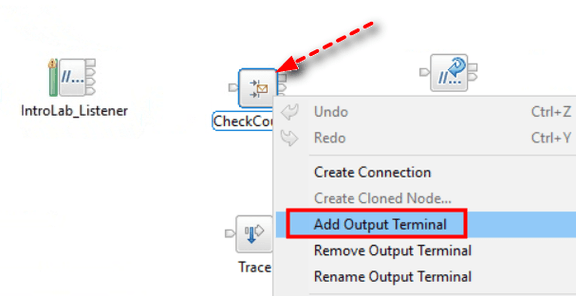 //...
//...
IntroLab_Listener
CheckCou
Undo Ctrl+Z
Redo Ctrl+Y
Create Connection
Create Cloned Node...
Add Output Terminal
Remove Output Terminal
Rename Output Terminal
Trace